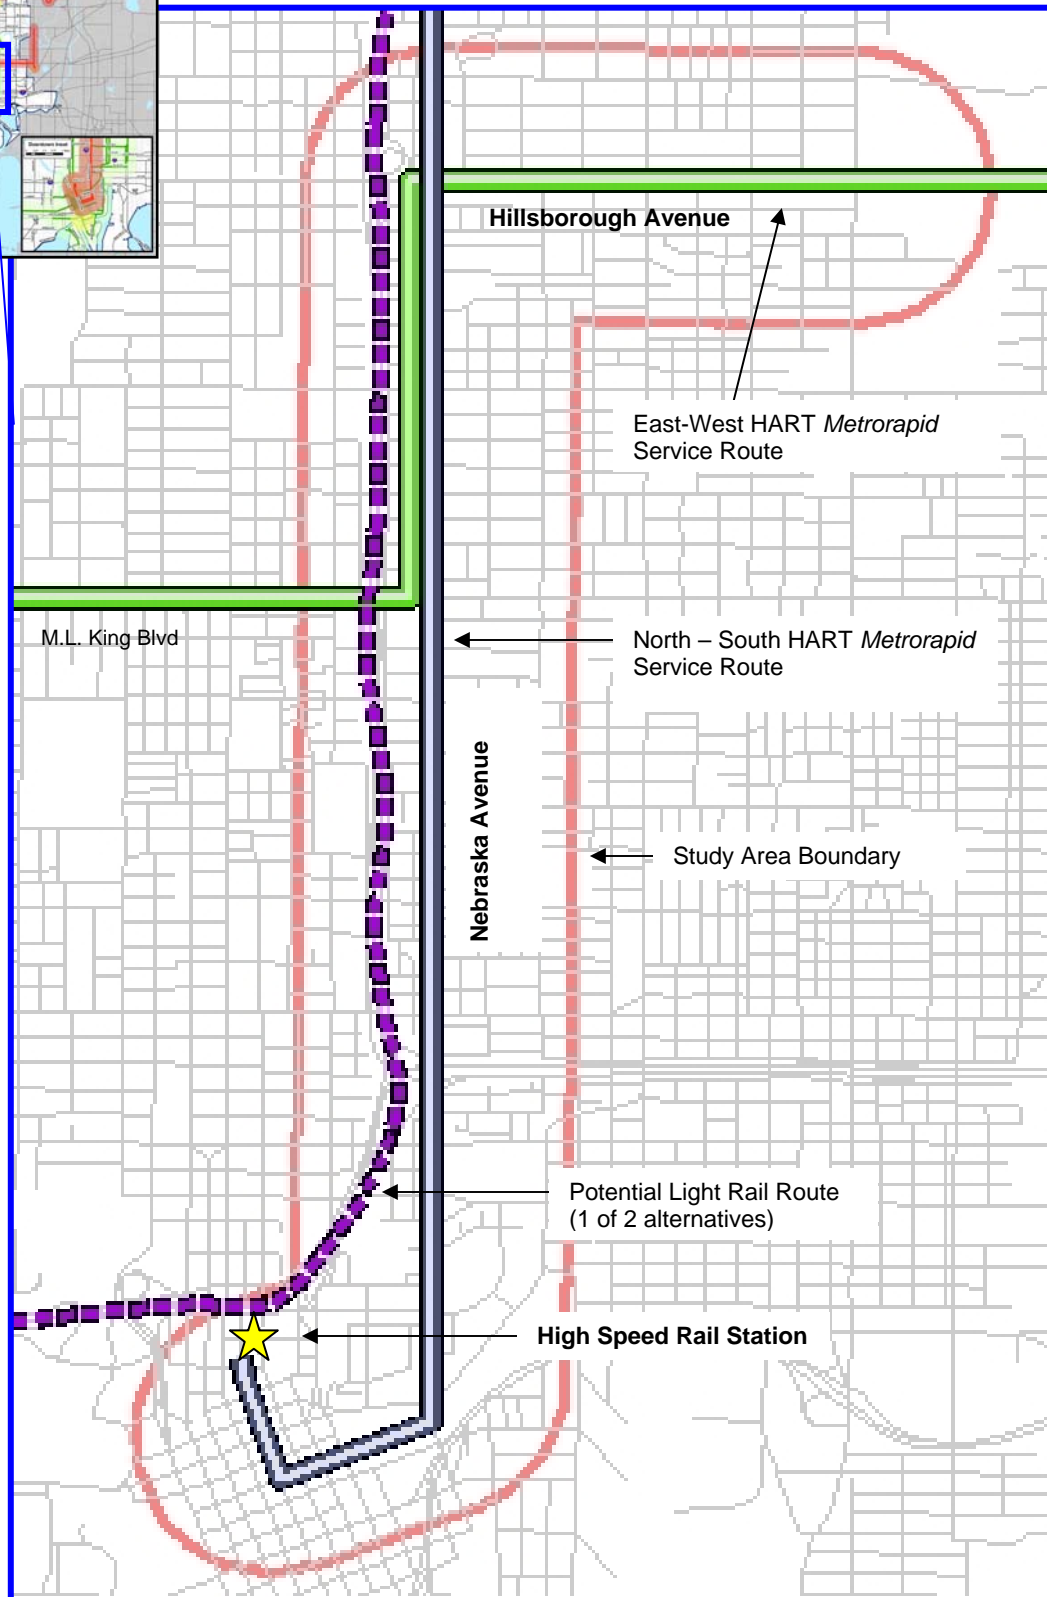 Hillsborough Avenue
East-West HART Metrorapid
Service Route
M.L. King Blvd
North – South HART Metrorapid
Service Route
Nebraska Avenue
Study Area Boundary
Potential Light Rail Route
(1 of 2 alternatives)
High Speed Rail Station